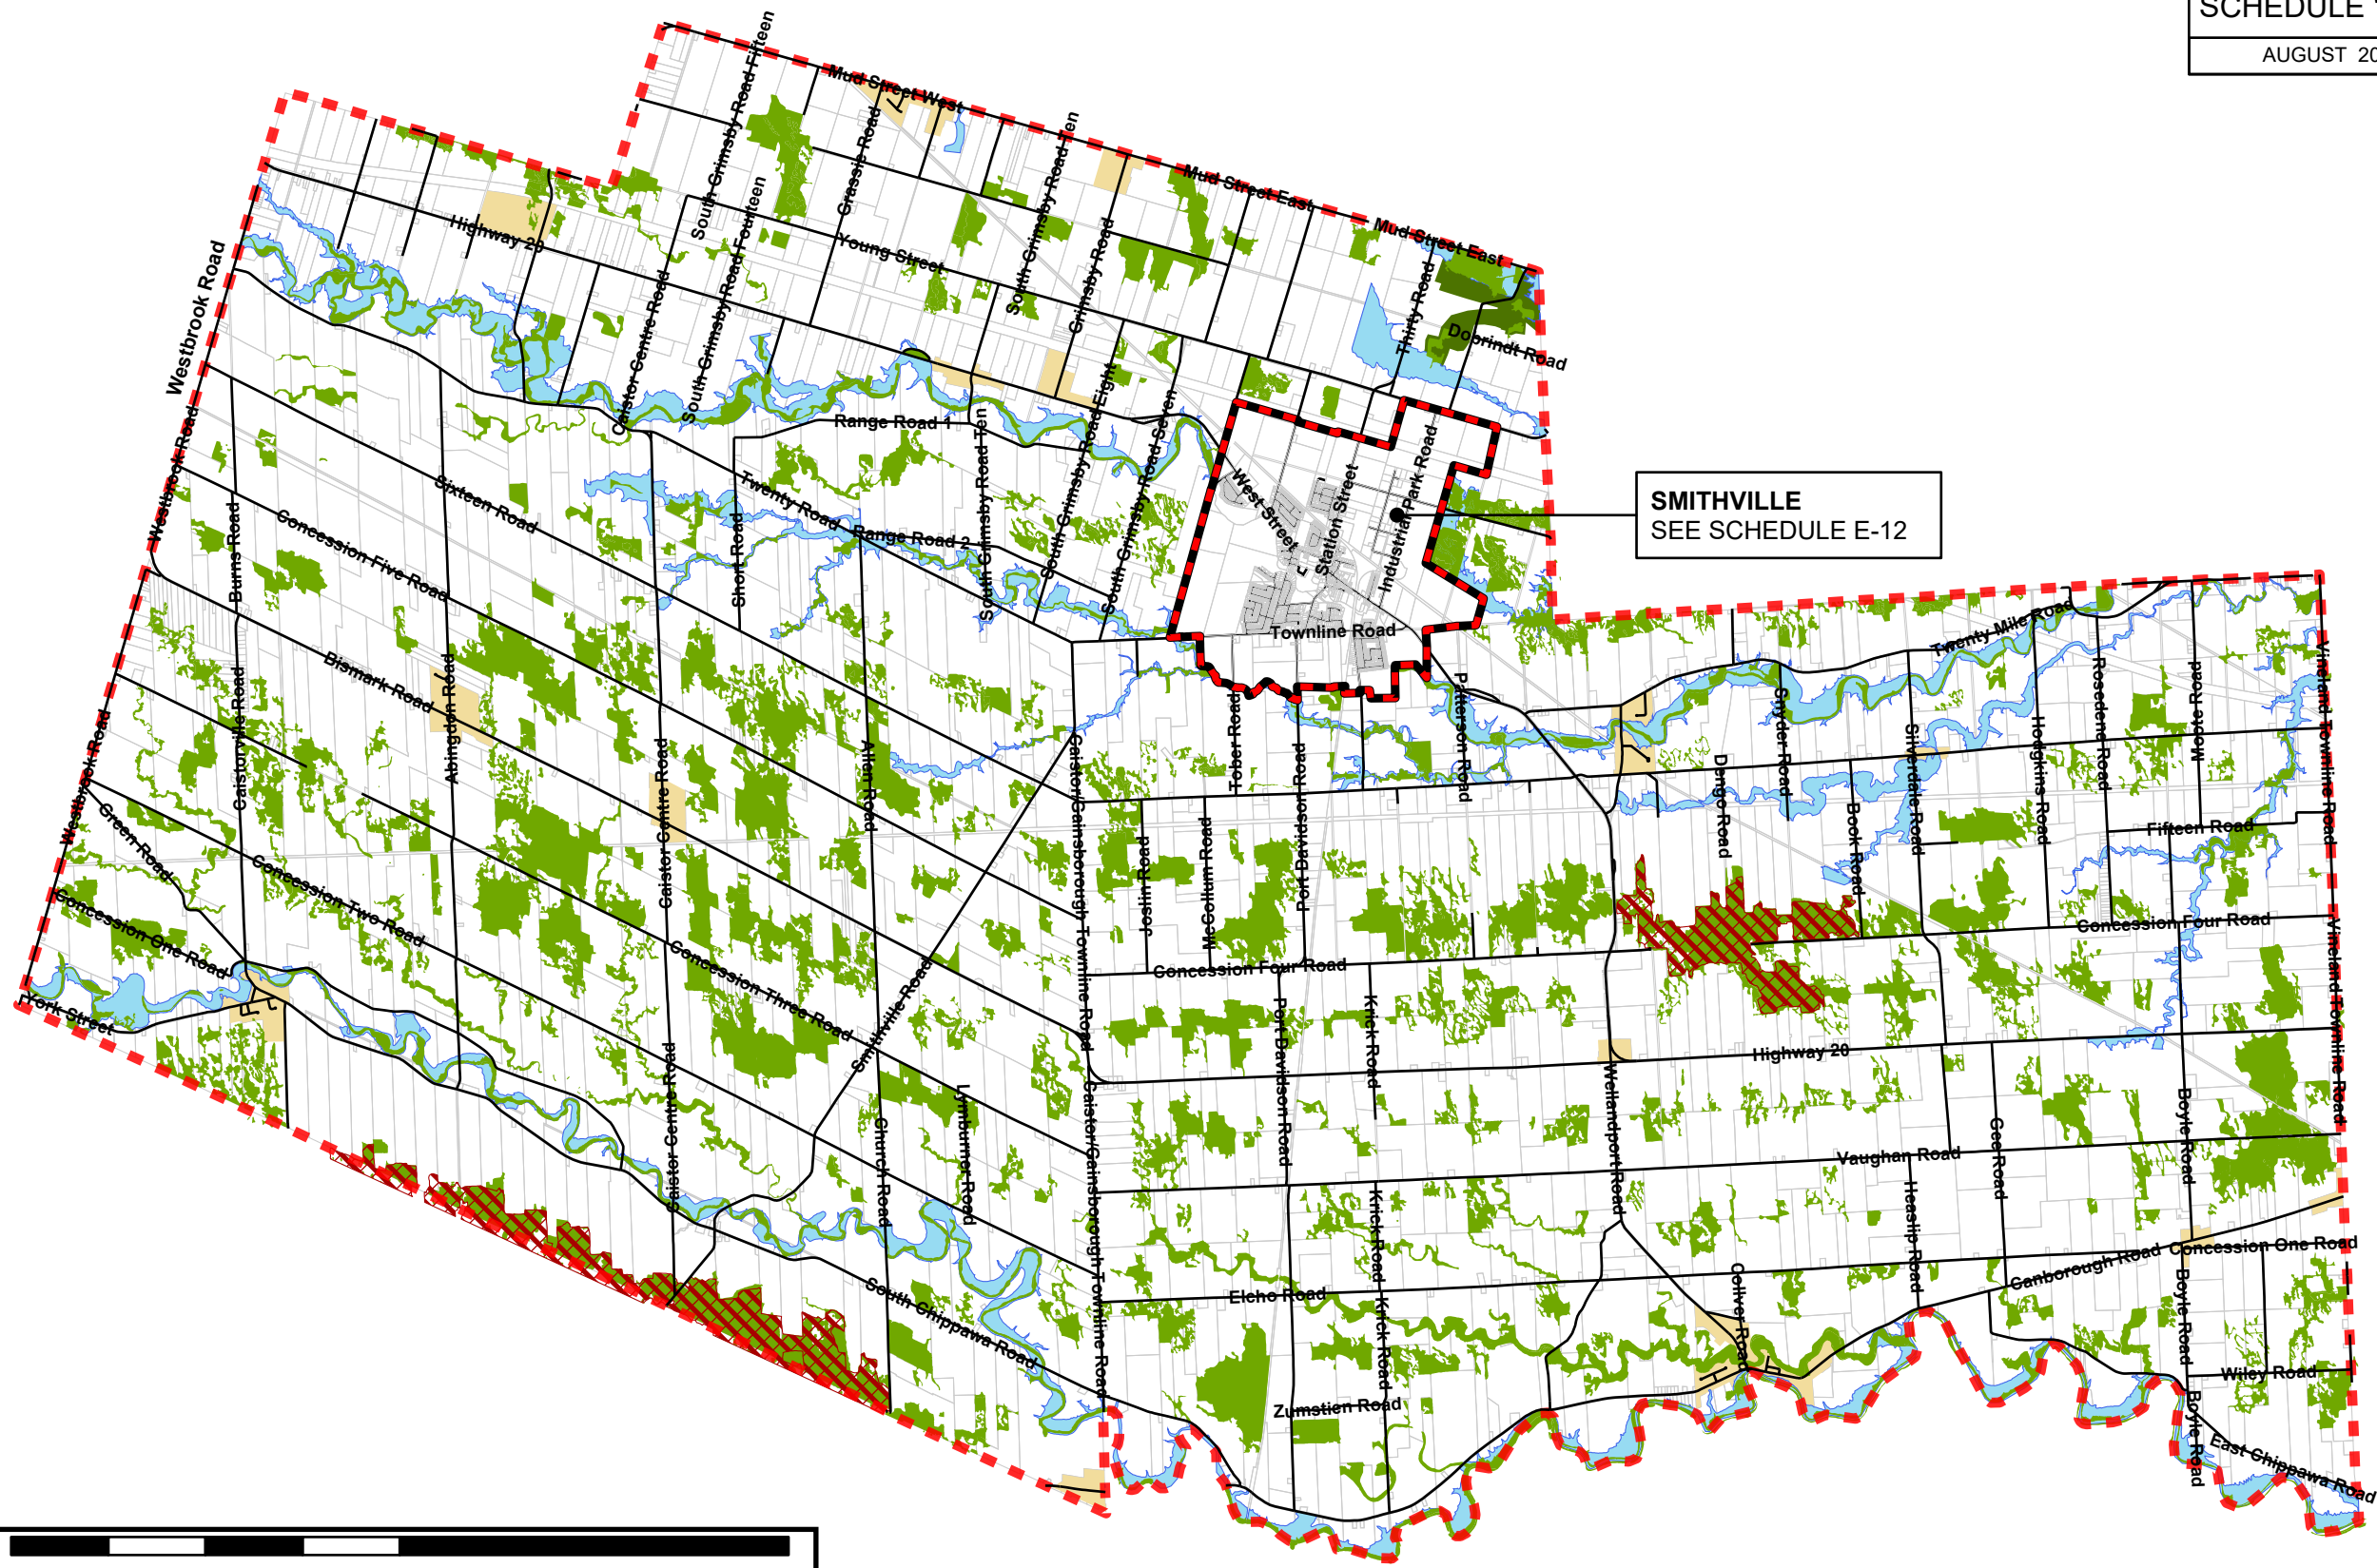 SCHEDULE
AUGUST 20
South Grimsby Road Fifteen
Mud Street West
Grassie Road
South Grimsby Road Ten
Mud Street East
Mud Street East
Highway 20
South Grimsby Road Fourteen
Young Street
Grimsby Road
Thirty Road
Dobrindt Road
Westbrook Road
Caistor Centre Road
South Grimsby Road Eight
South Grimsby Road Seven
Range Road 1
South Grimsby Road Ten
Westbrook Road
Sixteen Road
Twenty Road
Range Road 2
Short Road
West Street
Station Street
Industrial Park Road
SMITHVILLE
SEE SCHEDULE E-12
Burns Road
Concession Five Road
Townline Road
Twenty Mile Road
Bismark Road
Abingdon Road
Caistorville Road
Caistor Centre Road
Allen Road
Caistor/Gainsborough Townline Road
Tober Road
Port Davidson Road
Patterson Road
Snyder Road
Dengo Road
Silverdale Road
Book Road
Hodgkins Road
Rosedene Road
Nocea Road
Vineland Townline Road
Fifteen Road
Westbrook Road
Green Road
Concession Two Road
Concession One Road
York Street
Joslin Road
McCollum Road
Concession Four Road
Concession Four Road
Concession Three Road
Smithville Road
Port Davidson Road
Krick Road
Highway 20
Wellandport Road
Vineland Townline Road
Caistor Centre Road
Church Road
Lymburner Road
Caistor/Gainsborough Townline Road
Vaughan Road
Gee Road
Boyle Road
Heaslip Road
Krick Road
Canborough Road
Concession One Road
South Chippawa Road
Elcho Road
Krick Road
Collver Road
Boyle Road
Wiley Road
Zumstien Road
Boyle Road
East Chippawa Road